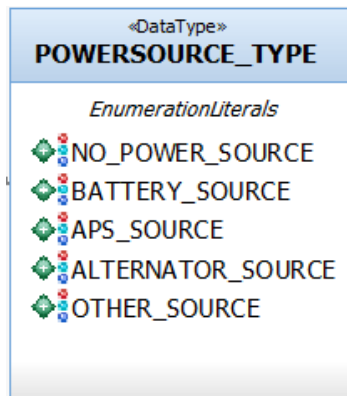 «DataType»
POWERSOURCE_TYPE
EnumerationLiterals
NO_POWER_SOURCE
BATTERY_SOURCE
APS_SOURCE
ALTERNATOR_SOURCE
OTHER_SOURCE